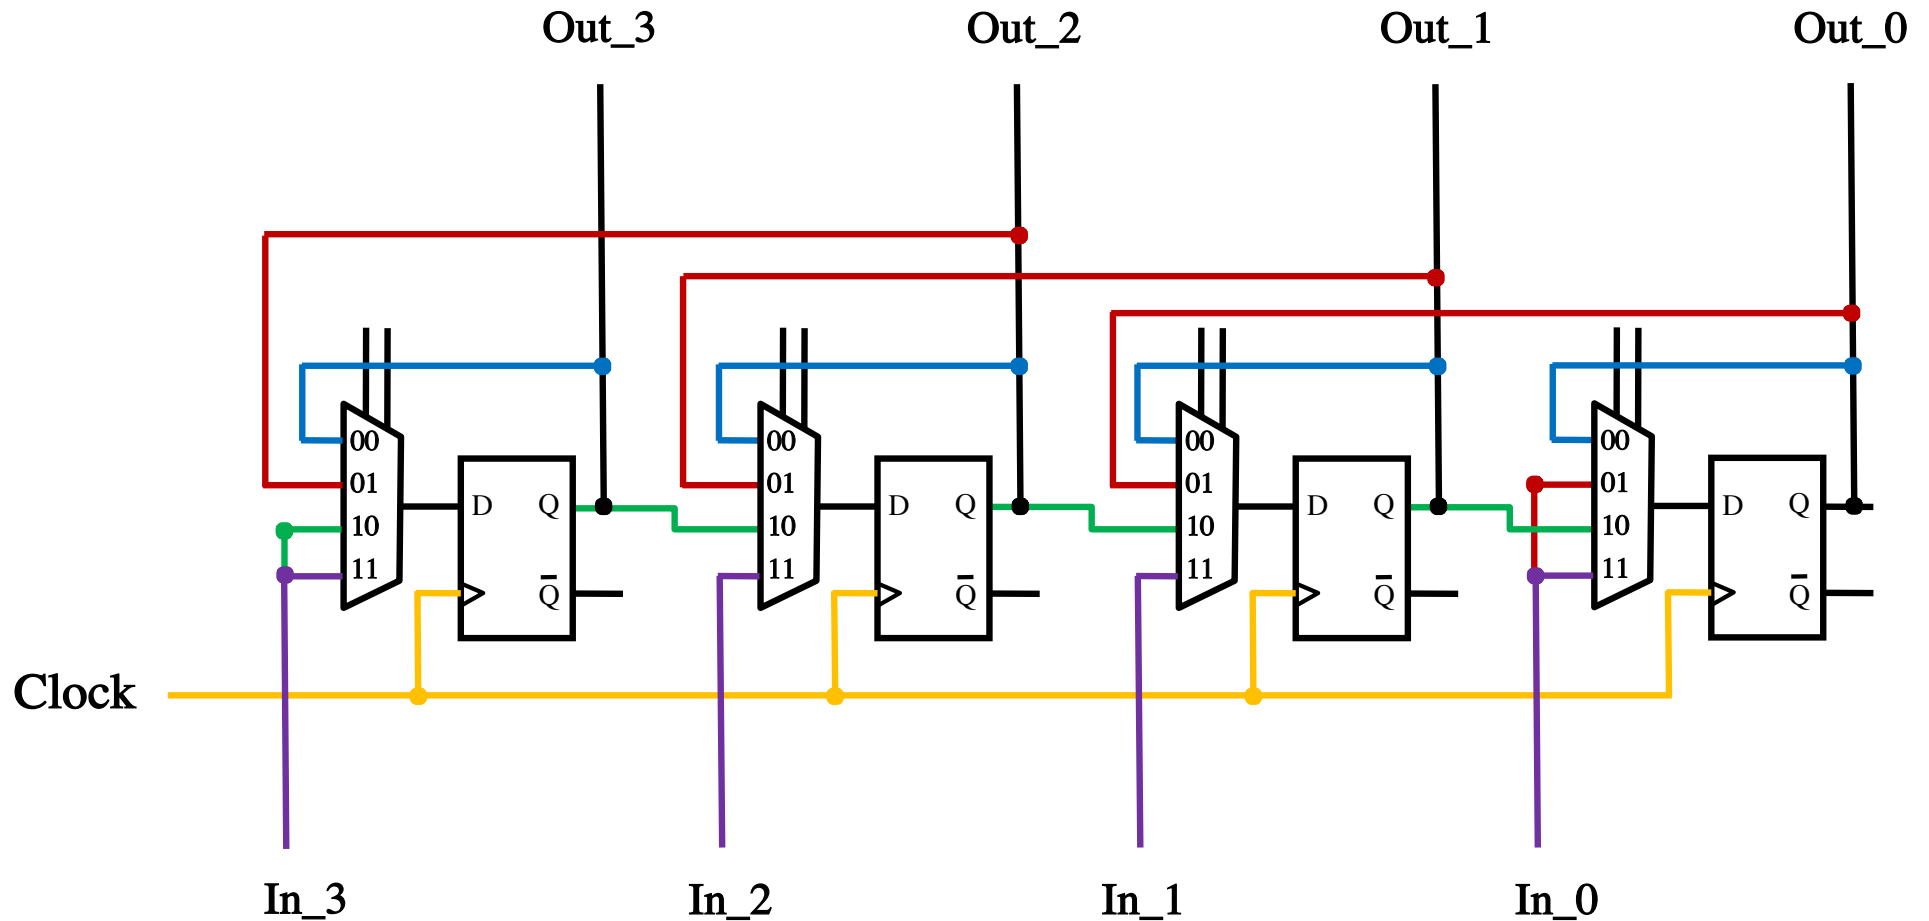 Out_3 Out_2 Out_1 Out_0
00 00 00 00
01 01 01 01
D Q D Q D Q D Q
10 10 10 10
11 11 11 11
Q̅ Q̅ Q̅ Q̅
Clock
In_3 In_2 In_1 In_0